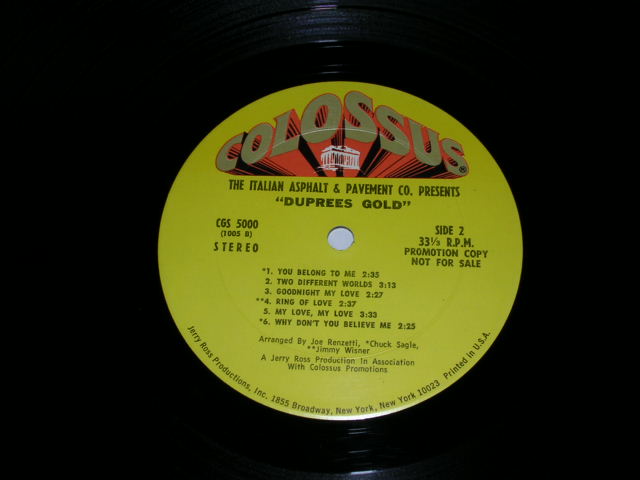 COLOSSUS®
THE ITALIAN ASPHALT & PAVEMENT CO. PRESENTS
"DUPREES GOLD"
CGS 5000
(1005 B)
STEREO
SIDE 2
33⅓ R.P.M.
PROMOTION COPY
NOT FOR SALE
*1. YOU BELONG TO ME 2:35
2. TWO DIFFERENT WORLDS 3:13
3. GOODNIGHT MY LOVE 2:27
**4. RING OF LOVE 2:37
5. MY LOVE, MY LOVE 3:33
*6. WHY DON'T YOU BELIEVE ME 2:25
Arranged By Joe Renzetti, *Chuck Sagle,
**Jimmy Wisner
A Jerry Ross Production In Association
With Colossus Promotions
Jerry Ross Productions, Inc. 1855 Broadway, New York, New York 10023 Printed in U.S.A.